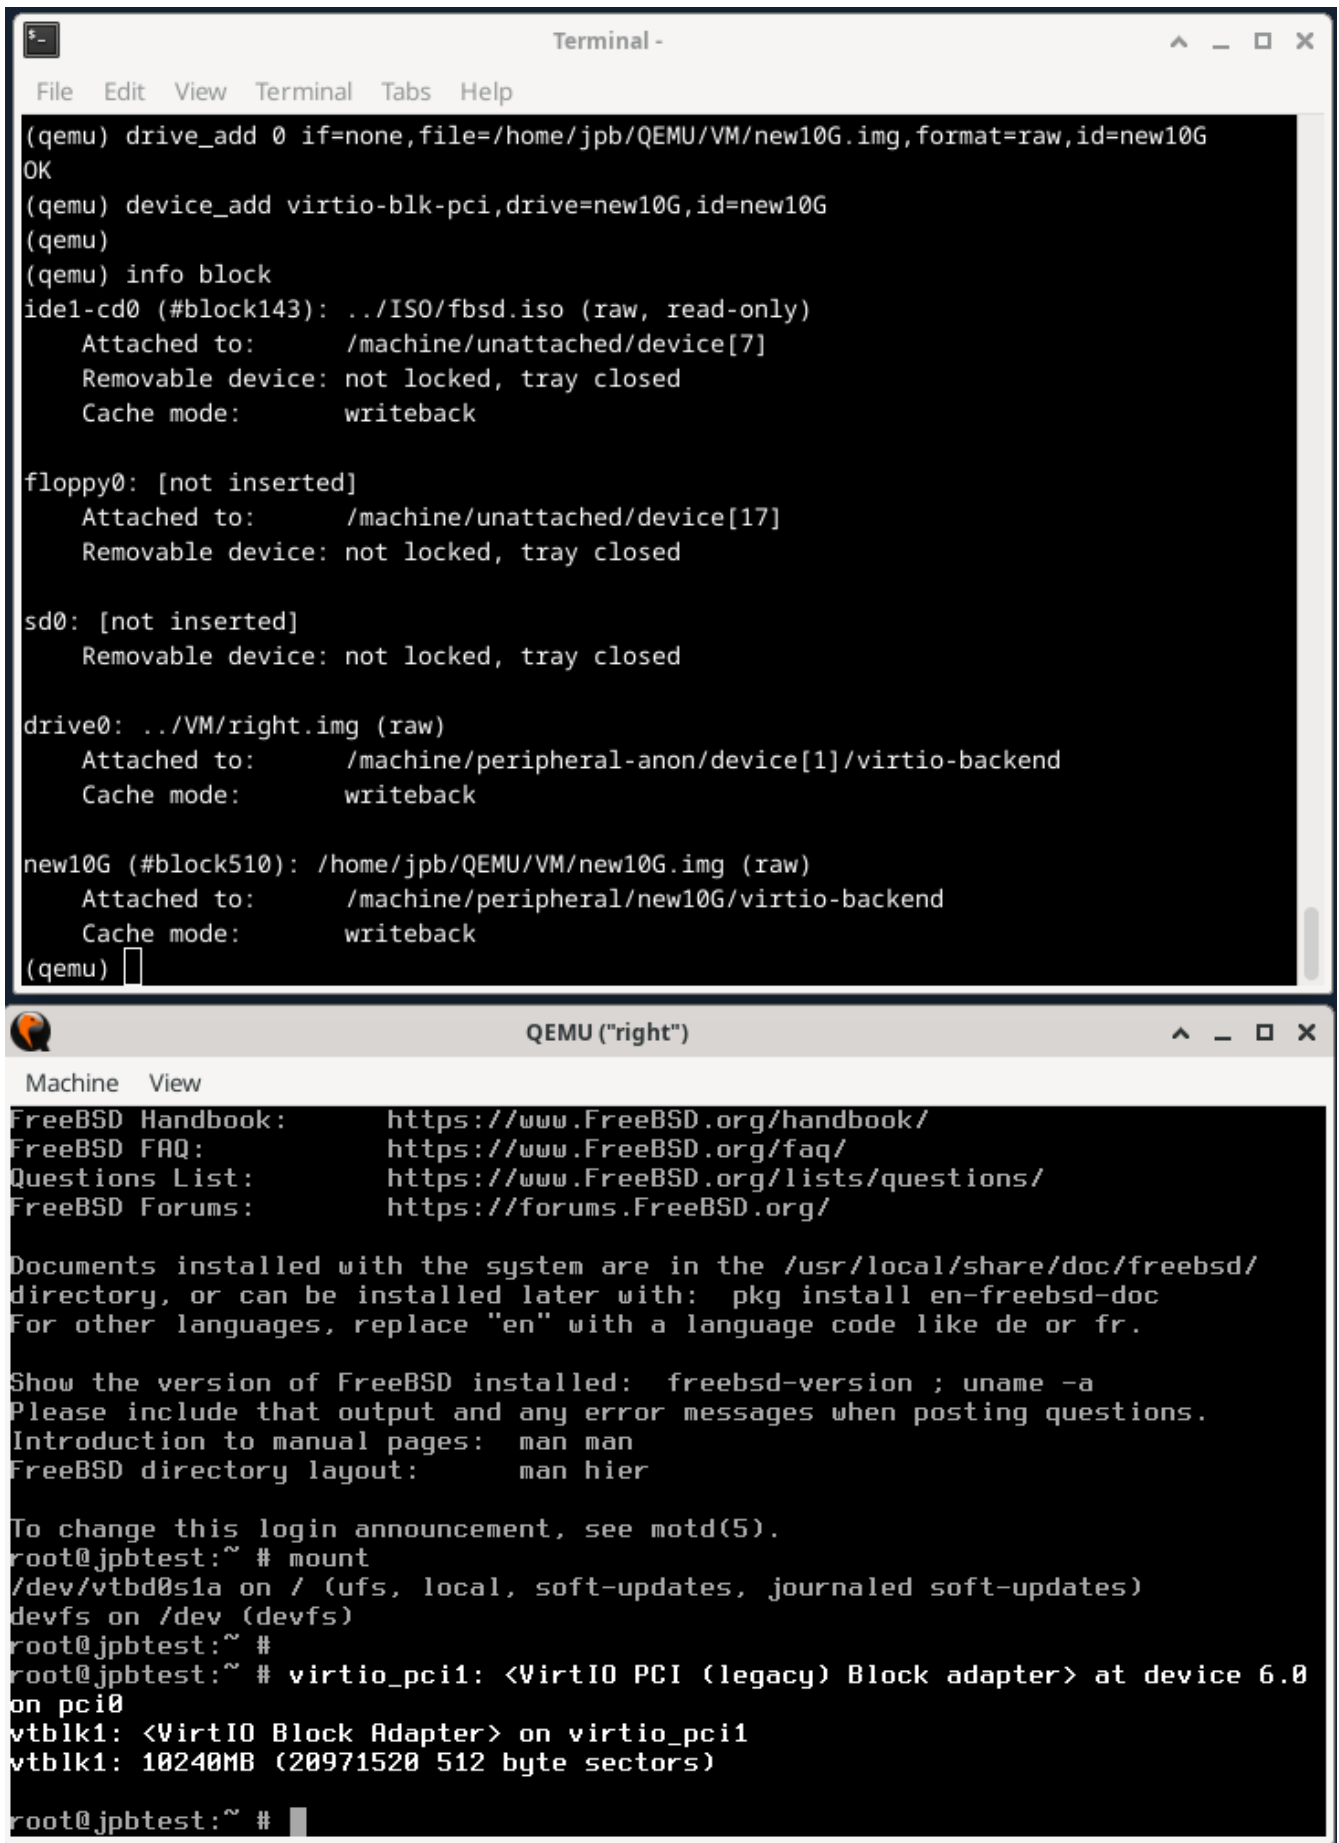 Terminal -
File Edit View Terminal Tabs Help
(qemu) drive_add 0 if=none,file=/home/jpb/QEMU/VM/new10G.img,format=raw,id=new10G
OK
(qemu) device_add virtio-blk-pci,drive=new10G,id=new10G
(qemu)
(qemu) info block
ide1-cd0 (#block143): ../ISO/fbsd.iso (raw, read-only)
    Attached to:      /machine/unattached/device[7]
    Removable device: not locked, tray closed
    Cache mode:       writeback

floppy0: [not inserted]
    Attached to:      /machine/unattached/device[17]
    Removable device: not locked, tray closed

sd0: [not inserted]
    Removable device: not locked, tray closed

drive0: ../VM/right.img (raw)
    Attached to:      /machine/peripheral-anon/device[1]/virtio-backend
    Cache mode:       writeback

new10G (#block510): /home/jpb/QEMU/VM/new10G.img (raw)
    Attached to:      /machine/peripheral/new10G/virtio-backend
    Cache mode:       writeback
(qemu)
QEMU ("right")
Machine View
FreeBSD Handbook:      https://www.FreeBSD.org/handbook/
FreeBSD FAQ:           https://www.FreeBSD.org/faq/
Questions List:        https://www.FreeBSD.org/lists/questions/
FreeBSD Forums:        https://forums.FreeBSD.org/

Documents installed with the system are in the /usr/local/share/doc/freebsd/
directory, or can be installed later with:  pkg install en-freebsd-doc
For other languages, replace "en" with a language code like de or fr.

Show the version of FreeBSD installed:  freebsd-version ; uname -a
Please include that output and any error messages when posting questions.
Introduction to manual pages:  man man
FreeBSD directory layout:      man hier

To change this login announcement, see motd(5).
root@jpbtest:~ # mount
/dev/vtbd0s1a on / (ufs, local, soft-updates, journaled soft-updates)
devfs on /dev (devfs)
root@jpbtest:~ #
root@jpbtest:~ # virtio_pci1: <VirtIO PCI (legacy) Block adapter> at device 6.0
on pci0
vtblk1: <VirtIO Block Adapter> on virtio_pci1
vtblk1: 10240MB (20971520 512 byte sectors)

root@jpbtest:~ #